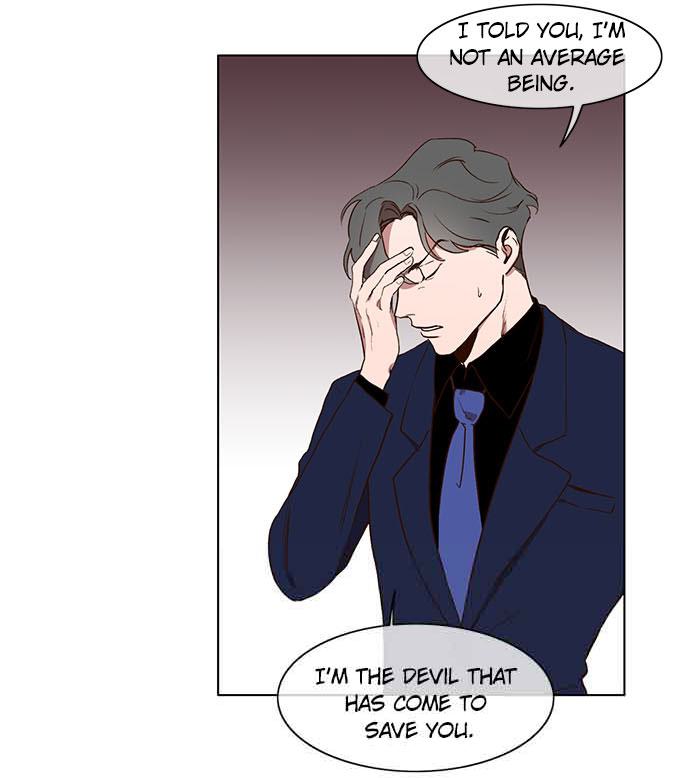 I TOLD YOU, I'M
NOT AN AVERAGE
BEING.
I'M THE DEVIL THAT
HAS COME TO
SAVE YOU.